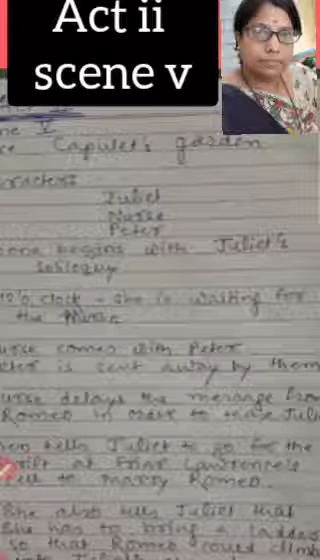 Act ii
scene v
V
Capulet's garden
Juliet
Nurse
Peter
begins with Juliet's
soliloquy
12'o clock - she is waiting for
the Nurse
comes with Peter
is sent away by them
delays the message from
Romeo in order to tease
tells Juliet to go for the
at Friar Lawrence's
to marry Romeo.
She also tells Juliet that
She has to bring a ladder
so that Romeo could climb